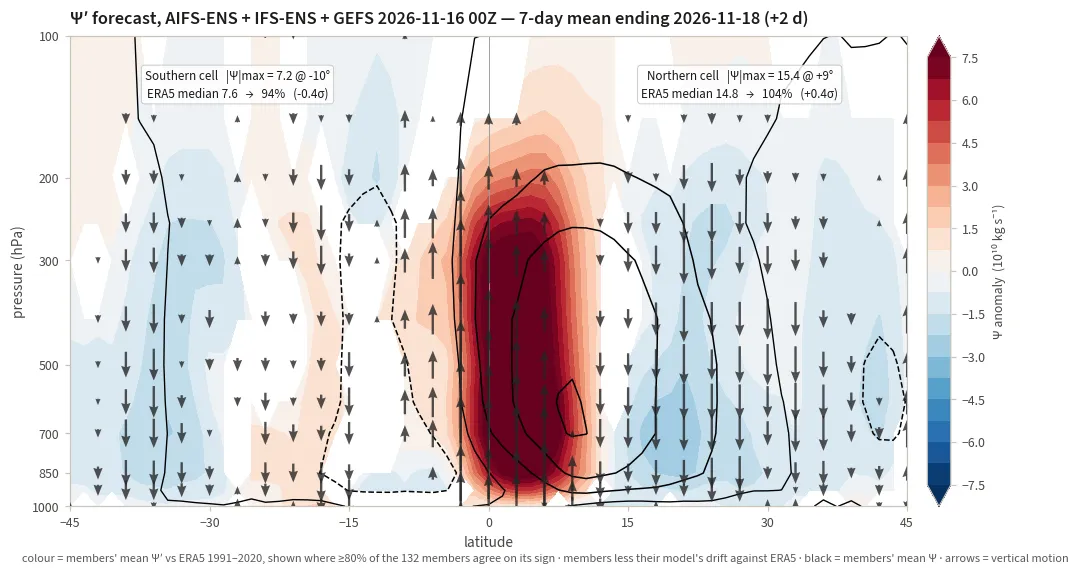 Ψ′ forecast, AIFS-ENS + IFS-ENS + GEFS 2026-11-16 00Z — 7-day mean ending 2026-11-18 (+2 d)
Southern cell |Ψ|max = 7.2 @ -10°
ERA5 median 7.6 → 94% (-0.4σ)
Northern cell |Ψ|max = 15.4 @ +9°
ERA5 median 14.8 → 104% (+0.4σ)
pressure (hPa)
100
200
300
400
500
700
850
1000
−45
−30
−15
0
15
30
45
latitude
7.5
6.0
4.5
3.0
1.5
0.0
−1.5
−3.0
−4.5
−6.0
−7.5
Ψ anomaly (10¹⁰ kg s⁻¹)
colour = members' mean Ψ′ vs ERA5 1991–2020, shown where ≥80% of the 132 members agree on its sign · members less their model's drift against ERA5 · black = members' mean Ψ · arrows = vertical motion